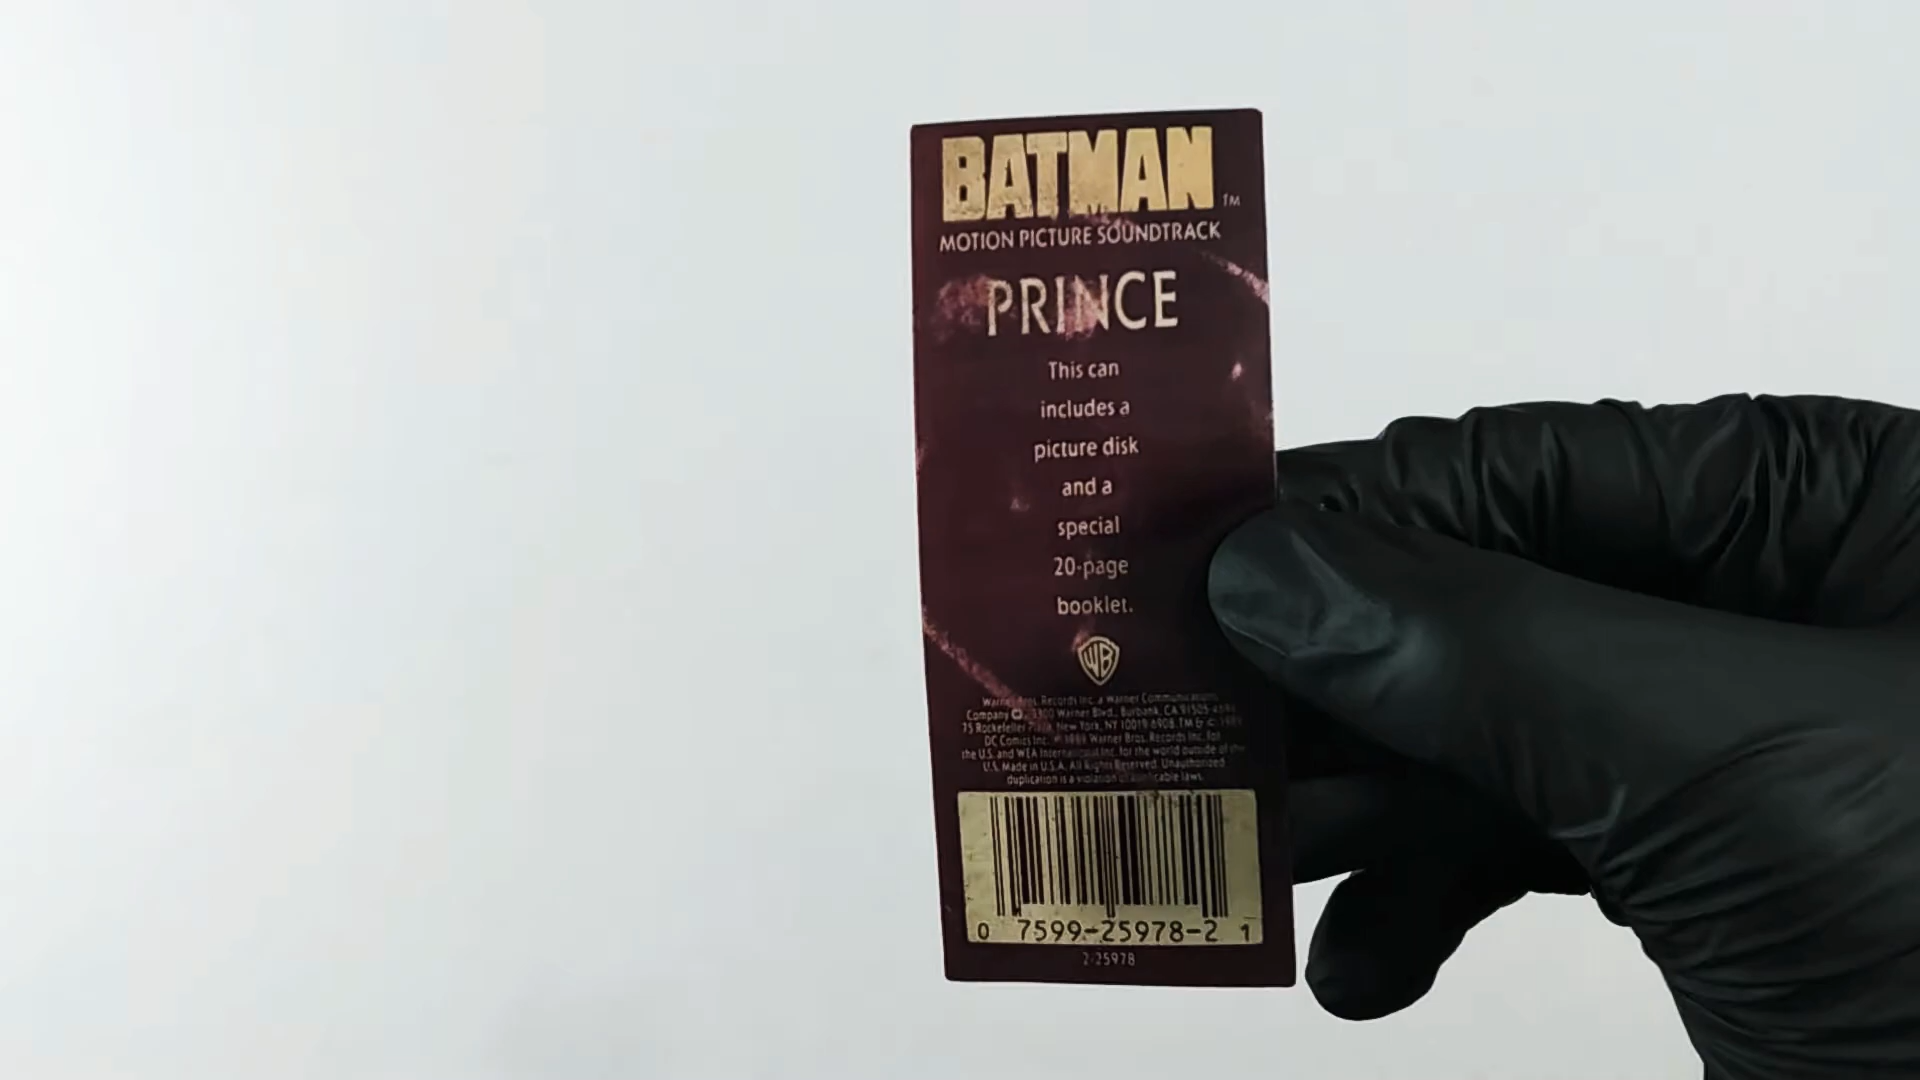 BATMAN
TM
MOTION PICTURE SOUNDTRACK
PRINCE
This can
includes a
picture disk
and a
special
20-page
booklet.
WB
Warner Bros. Records Inc. a Warner Communications
Company 3300 Warner Blvd., Burbank, CA 91505-4694
75 Rockefeller Plaza, New York, NY 10019-6908 TM & © 1989
DC Comics Inc. 1989 Warner Bros. Records Inc. for
the U.S. and WEA International Inc. for the world outside of the
U.S. Made in U.S.A. All Rights Reserved. Unauthorized
duplication is a violation of applicable laws.
0 7599-25978-2 1
2-25978